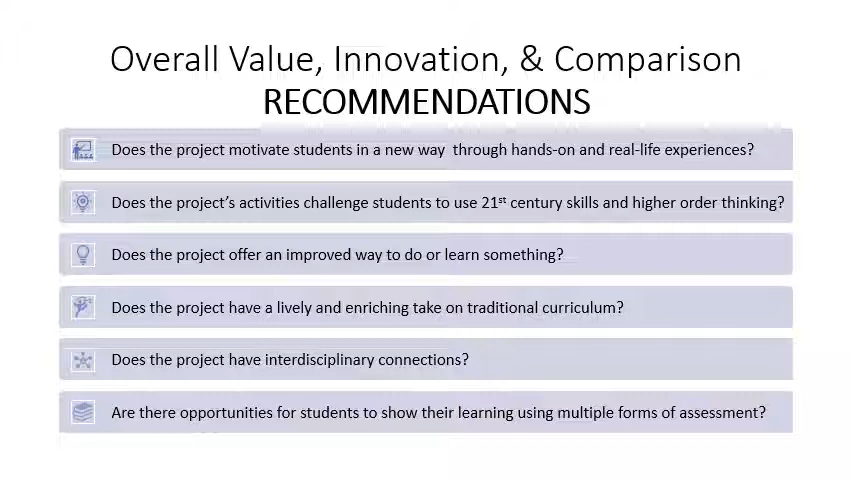 Overall Value, Innovation, & Comparison
RECOMMENDATIONS
Does the project motivate students in a new way  through hands-on and real-life experiences?
Does the project’s activities challenge students to use 21st century skills and higher order thinking?
Does the project offer an improved way to do or learn something?
Does the project have a lively and enriching take on traditional curriculum?
Does the project have interdisciplinary connections?
Are there opportunities for students to show their learning using multiple forms of assessment?